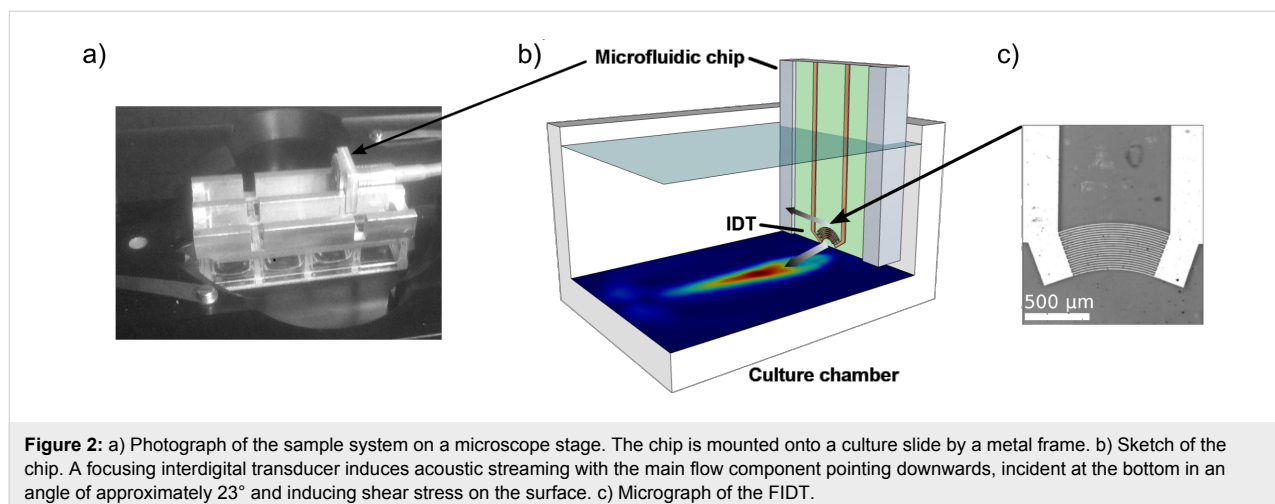 a)
b)
Microfluidic chip
c)
IDT
500 µm
Culture chamber
Figure 2: a) Photograph of the sample system on a microscope stage. The chip is mounted onto a culture slide by a metal frame. b) Sketch of the
chip. A focusing interdigital transducer induces acoustic streaming with the main flow component pointing downwards, incident at the bottom in an
angle of approximately 23° and inducing shear stress on the surface. c) Micrograph of the FIDT.